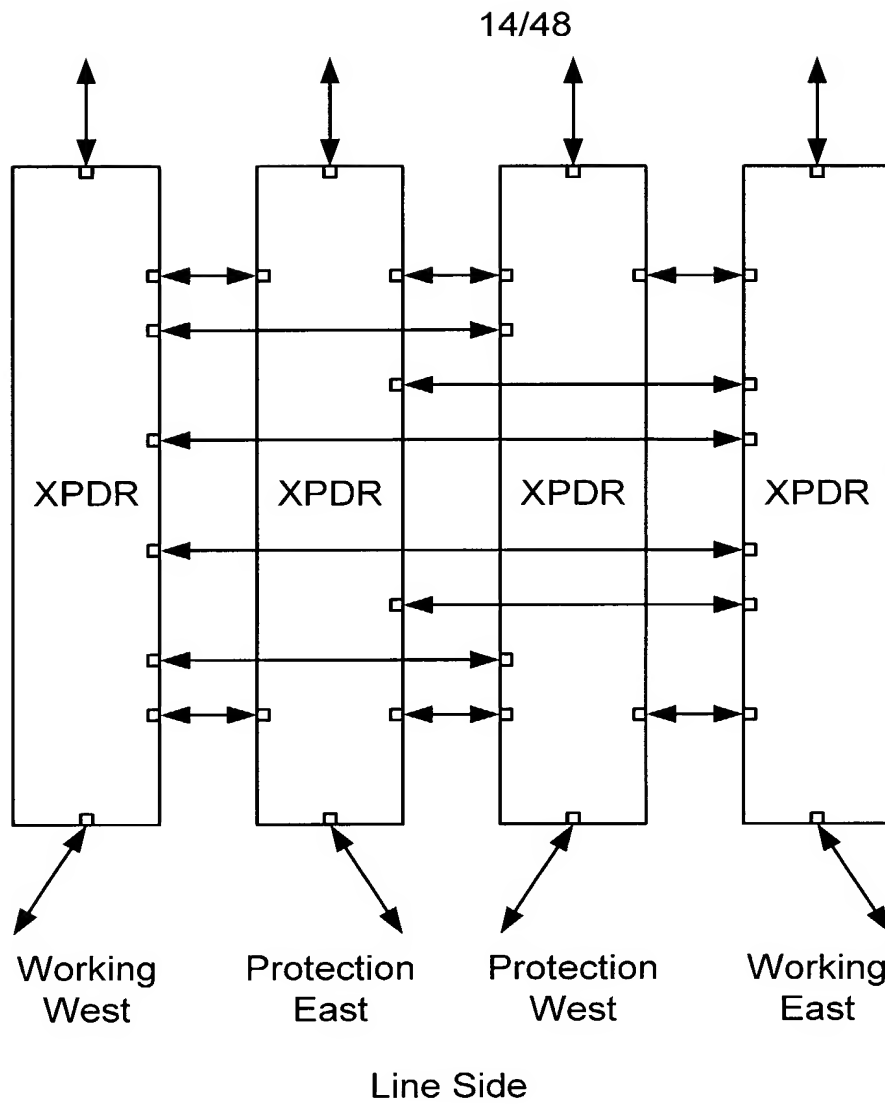 14/48
XPDR XPDR XPDR XPDR
Working Protection Protection Working
West East West East
Line Side